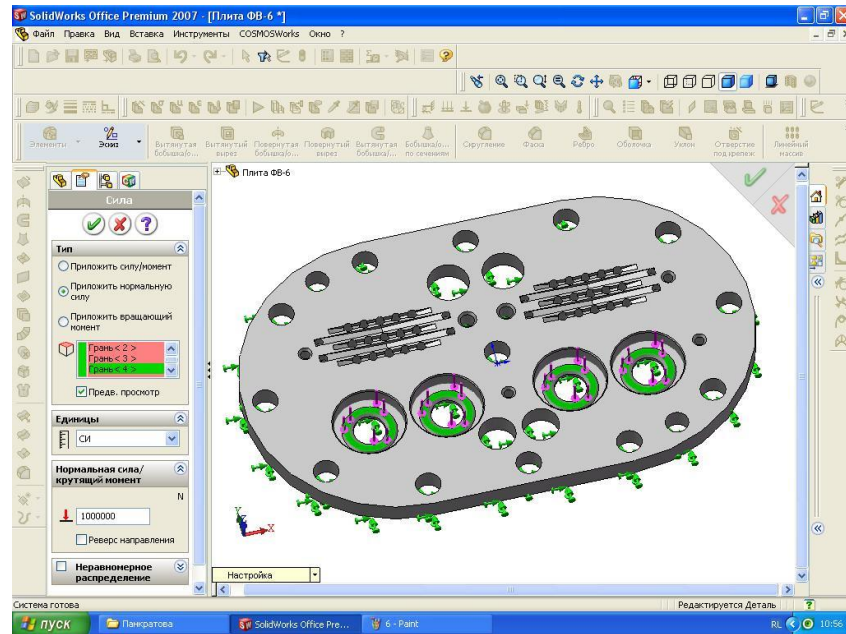 SolidWorks Office Premium 2007 - [Плита ФВ-6 *]
Файл Правка Вид Вставка Инструменты COSMOSWorks Окно ?
Элементы
Эскиз
Вытянутая бобышка/о...
Вытянутый вырез
Повернутая бобышка/о...
Повернутый вырез
Вытянутая бобышка/...
Бобышка/о... по сечениям
Скругление
Фаска
Ребро
Оболочка
Уклон
Отверстие под крепеж
Линейный массив
Плита ФВ-6
Сила
Тип
Приложить силу/момент
Приложить нормальную
силу
Приложить вращающий
момент
Грань< 2 >
Грань< 3 >
Грань< 4 >
Предв. просмотр
Единицы
СИ
Нормальная сила/
крутящий момент
N
1000000
Реверс направления
Неравномерное
распределение
Y
Z
X
Настройка
Система готова
Редактируется Деталь
пуск
Панкратова
SolidWorks Office Pre...
6 - Paint
RL
10:56